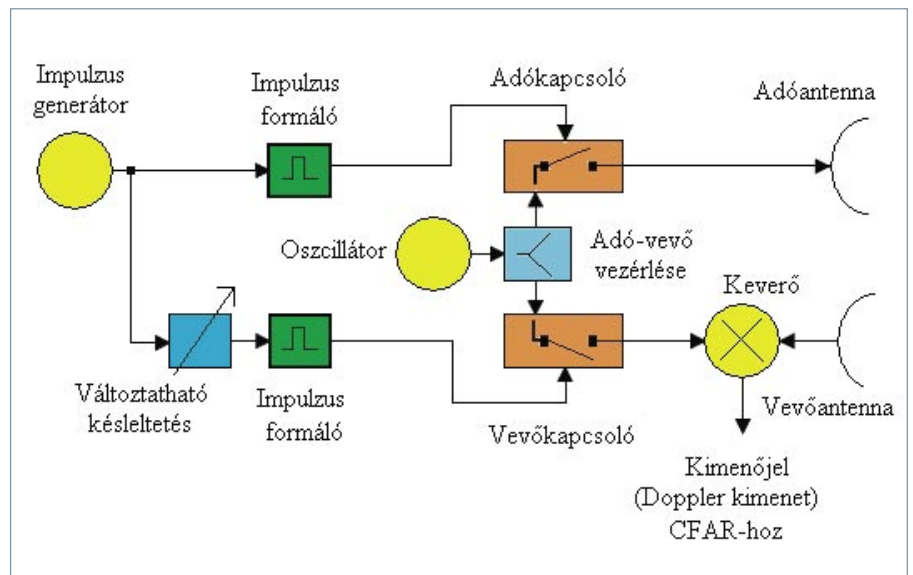 Impulzus
generátor
Impulzus
formáló
Adókapcsoló
Adóantenna
Oszcillátor
Adó-vevő
vezérlése
Keverő
Változtatható
késleltetés
Impulzus
formáló
Vevőkapcsoló
Vevőantenna
Kimenőjel
(Doppler kimenet)
CFAR-hoz